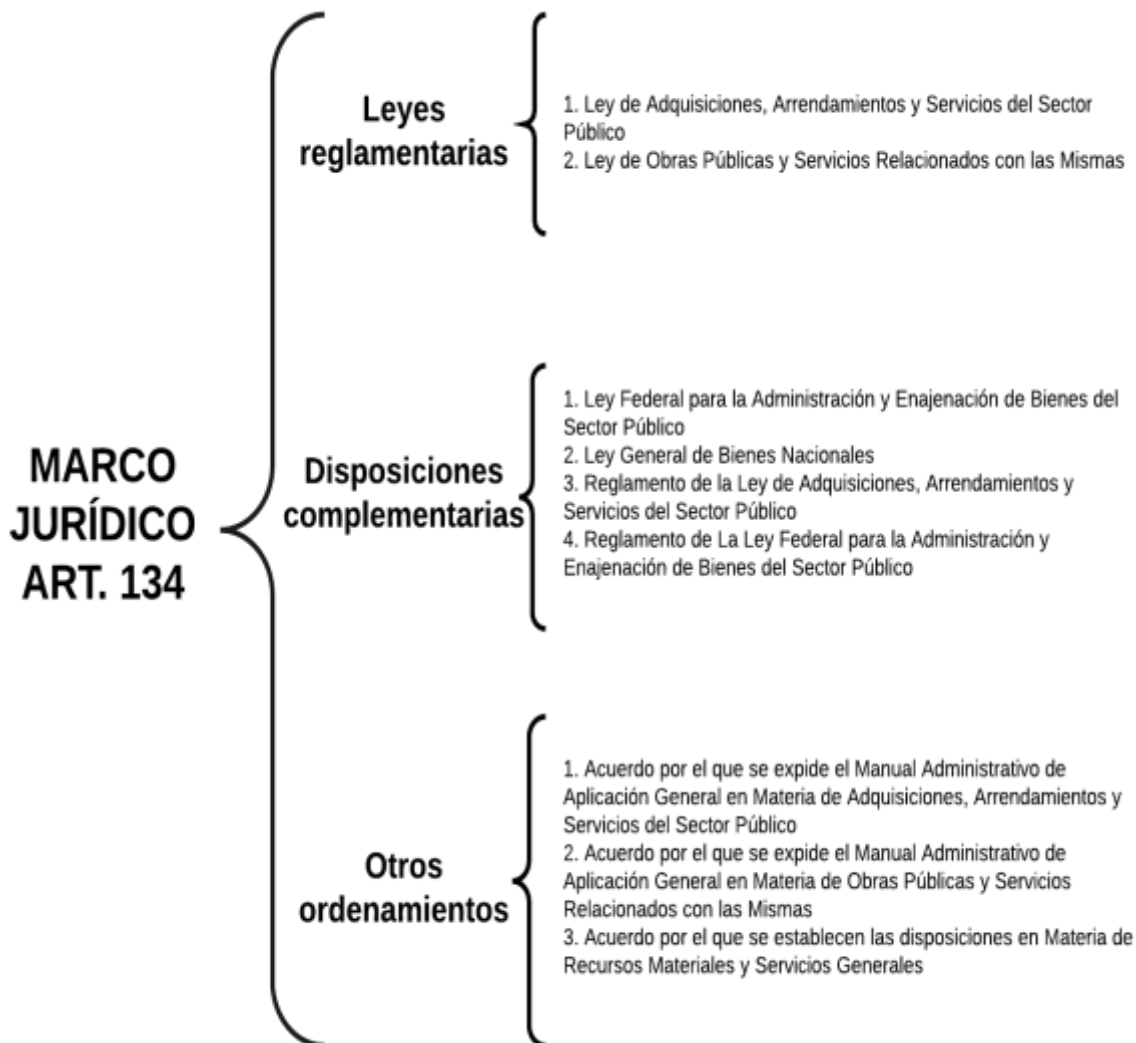 MARCO
JURÍDICO
ART. 134
Leyes
reglamentarias
1. Ley de Adquisiciones, Arrendamientos y Servicios del Sector
Público
2. Ley de Obras Públicas y Servicios Relacionados con las Mismas
Disposiciones
complementarias
1. Ley Federal para la Administración y Enajenación de Bienes del
Sector Público
2. Ley General de Bienes Nacionales
3. Reglamento de la Ley de Adquisiciones, Arrendamientos y
Servicios del Sector Público
4. Reglamento de La Ley Federal para la Administración y
Enajenación de Bienes del Sector Público
Otros
ordenamientos
1. Acuerdo por el que se expide el Manual Administrativo de
Aplicación General en Materia de Adquisiciones, Arrendamientos y
Servicios del Sector Público
2. Acuerdo por el que se expide el Manual Administrativo de
Aplicación General en Materia de Obras Públicas y Servicios
Relacionados con las Mismas
3. Acuerdo por el que se establecen las disposiciones en Materia de
Recursos Materiales y Servicios Generales